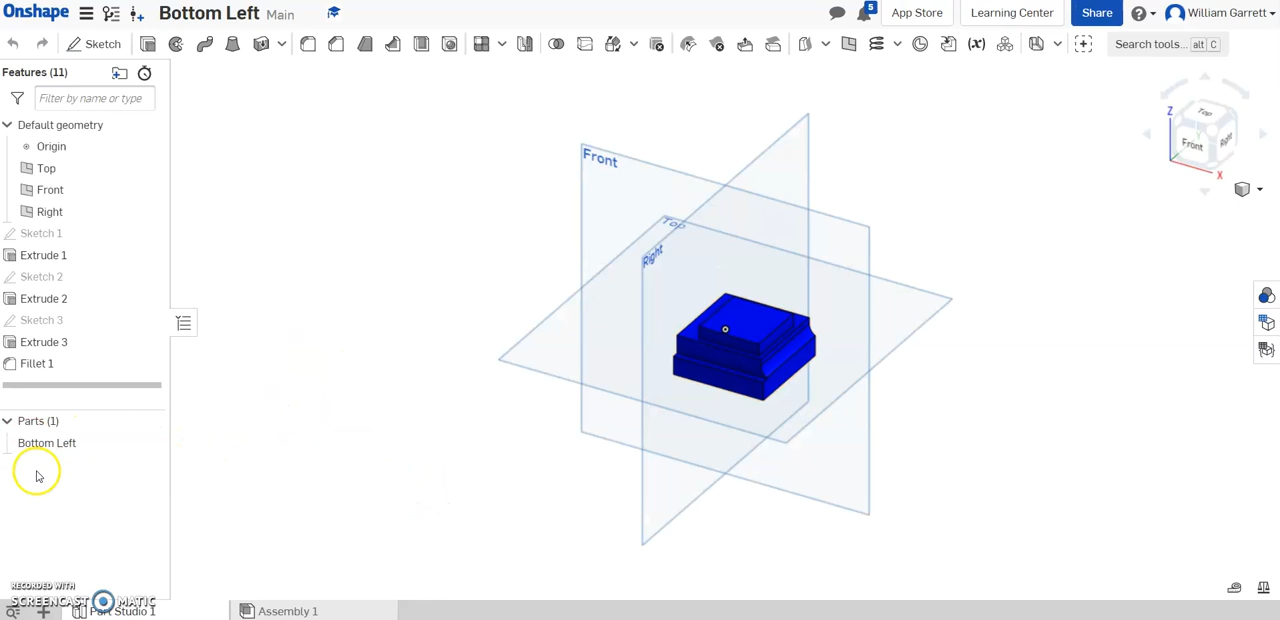 Onshape Bottom Left Main 5 App Store Learning Center Share William Garrett
Sketch (x) Search tools... alt C
Features (11)
Filter by name or type
Default geometry
Origin
Top
Front
Right
Sketch 1
Extrude 1
Sketch 2
Extrude 2
Sketch 3
Extrude 3
Fillet 1
Parts (1)
Bottom Left
Front
Top
Right
Z
Top
Front
Right
X
RECORDED WITH
SCREENCAST MATIC
Part Studio 1 Assembly 1